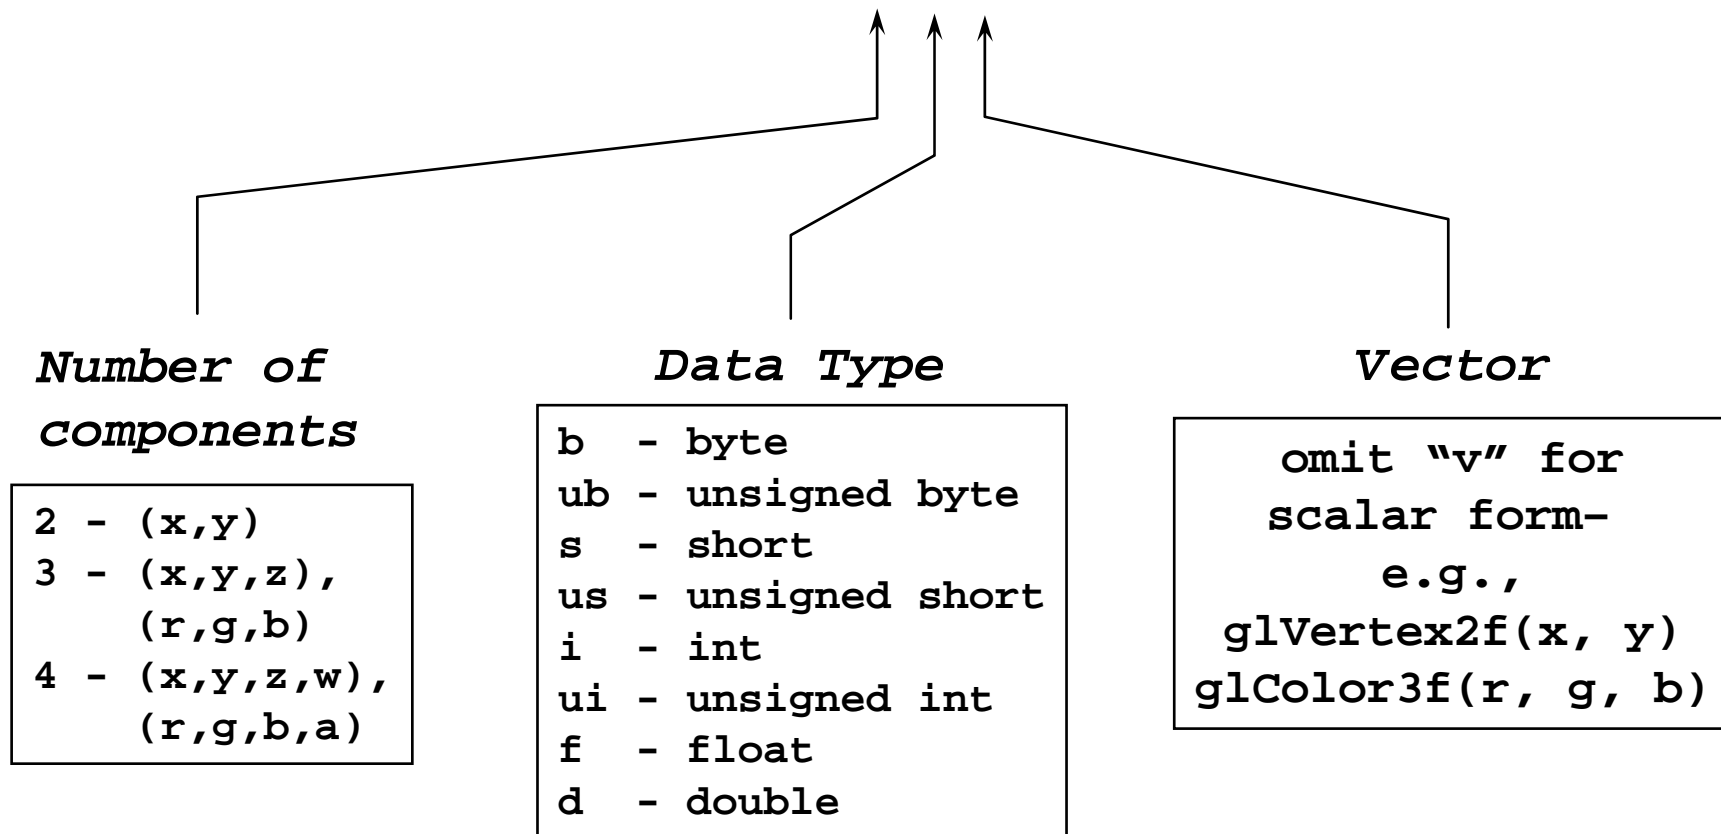 Number of
components
2 - (x,y)
3 - (x,y,z),
(r,g,b)
4 - (x,y,z,w),
(r,g,b,a)
Data Type
b - byte
ub - unsigned byte
s - short
us - unsigned short
i - int
ui - unsigned int
f - float
d - double
Vector
omit “v” for
scalar form–
e.g.,
glVertex2f(x, y)
glColor3f(r, g, b)